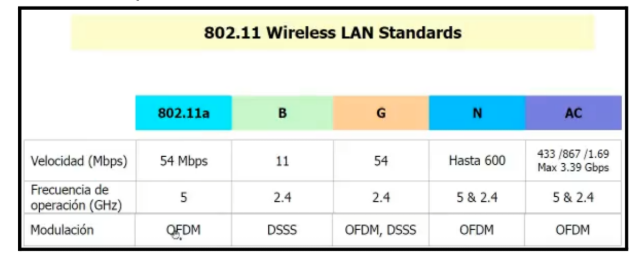 802.11 Wireless LAN Standards
802.11a B G N AC
Velocidad (Mbps) 54 Mbps 11 54 Hasta 600 433 /867 /1.69
Max 3.39 Gbps
Frecuencia de
operación (GHz) 5 2.4 2.4 5 & 2.4 5 & 2.4
Modulación OFDM DSSS OFDM, DSSS OFDM OFDM